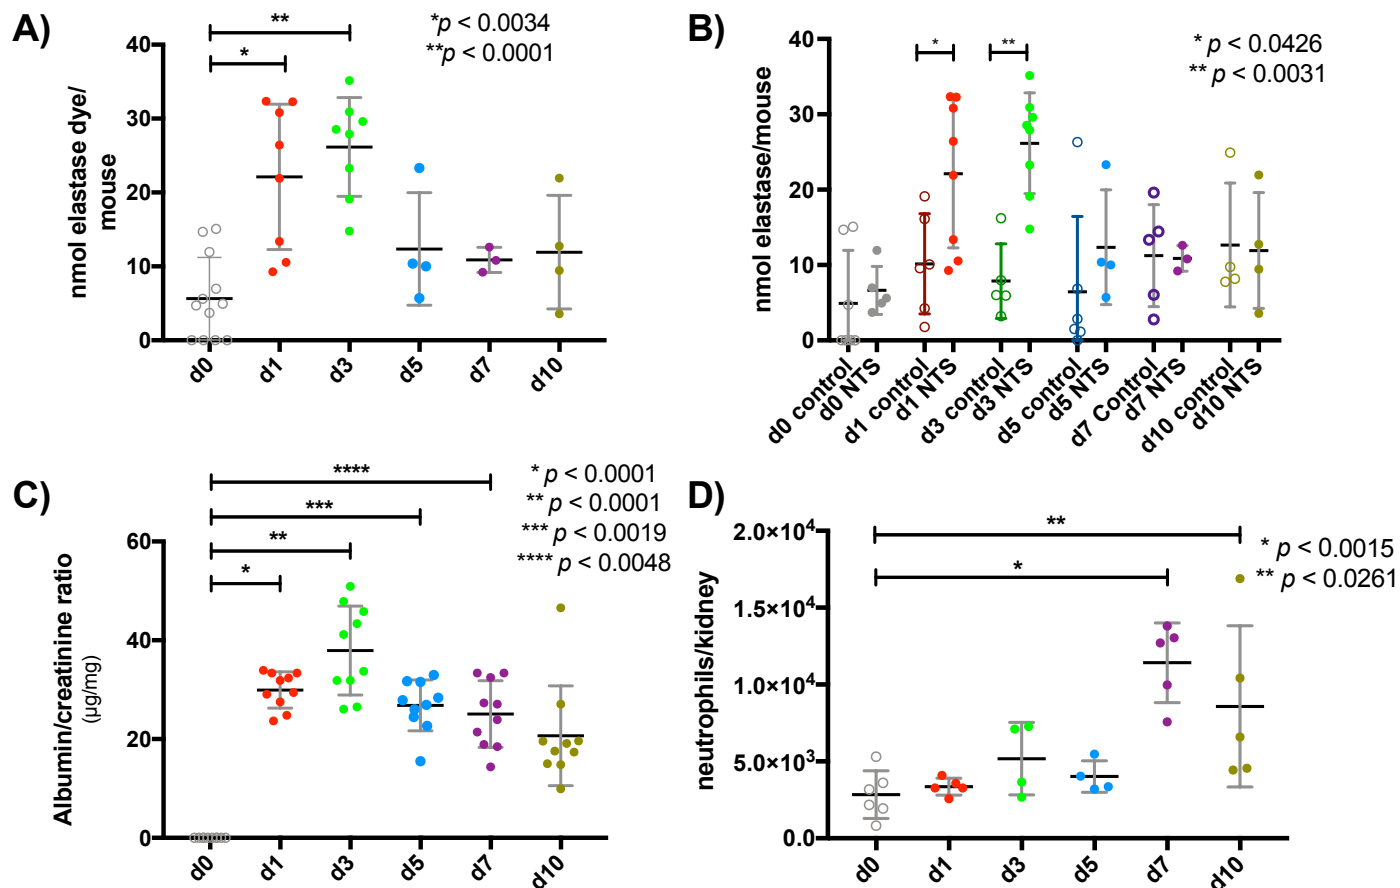 A)
nmol elastase dye/
mouse
40
30
20
10
0
*
**
*p < 0.0034
**p < 0.0001
d0
d1
d3
d5
d7
d10
B)
nmol elastase/mouse
40
30
20
10
0
*
**
* p < 0.0426
** p < 0.0031
d0 control
d0 NTS
d1 control
d1 NTS
d3 control
d3 NTS
d5 control
d5 NTS
d7 Control
d7 NTS
d10 control
d10 NTS
C)
Albumin/creatinine ratio
(µg/mg)
60
40
20
0
****
***
**
*
* p < 0.0001
** p < 0.0001
*** p < 0.0019
**** p < 0.0048
d0
d1
d3
d5
d7
d10
D)
neutrophils/kidney
2.0×10⁴
1.5×10⁴
1.0×10⁴
5.0×10³
0.0
**
*
* p < 0.0015
** p < 0.0261
d0
d1
d3
d5
d7
d10